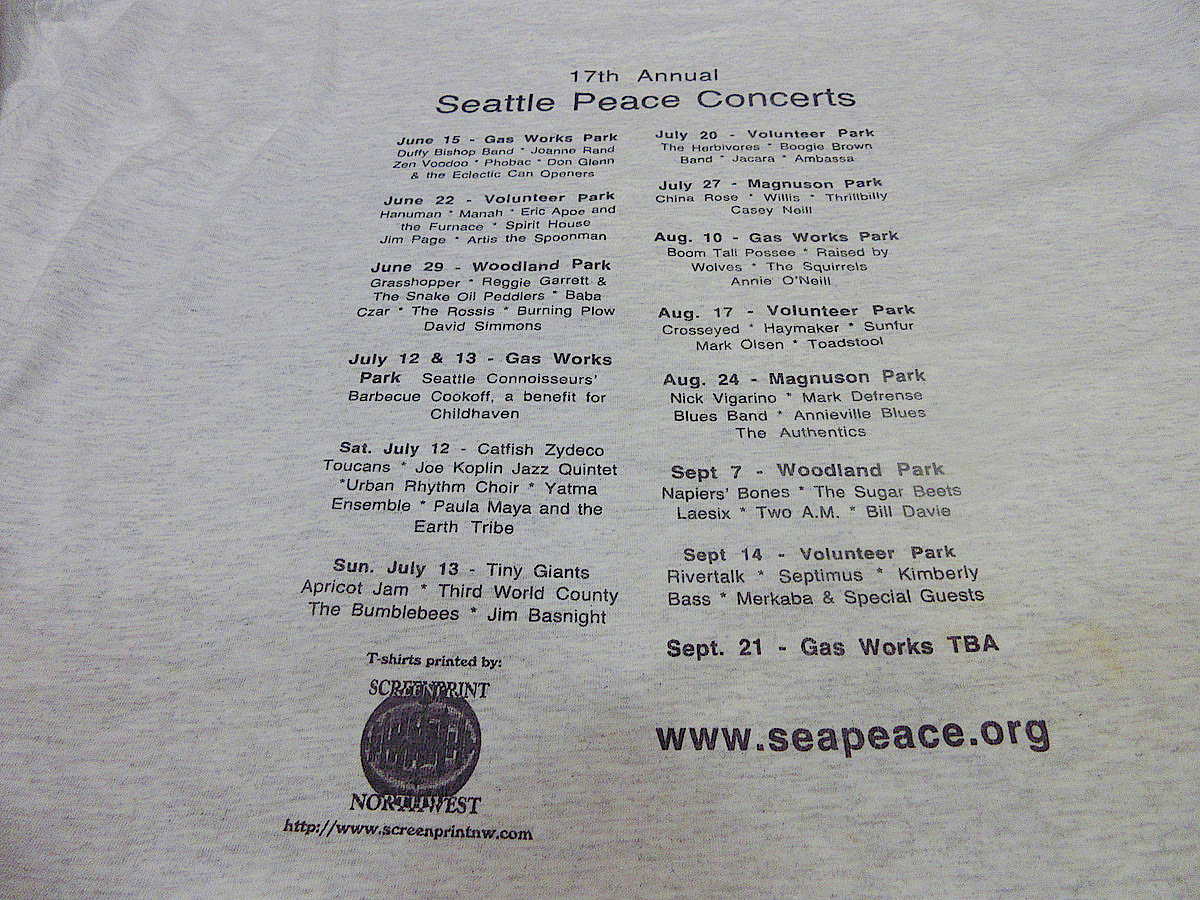 17th Annual
Seattle Peace Concerts
June 15 - Gas Works Park
Duffy Bishop Band * Joanne Rand
Zen Voodoo * Phobac * Don Glenn
& the Eclectic Can Openers
June 22 - Volunteer Park
Hanuman * Manah * Eric Apoe and
the Furnace * Spirit House
Jim Page * Artis the Spoonman
June 29 - Woodland Park
Grasshopper * Reggie Garrett &
The Snake Oil Peddlers * Baba
Czar * The Rossis * Burning Plow
David Simmons
July 12 & 13 - Gas Works
Park Seattle Connoisseurs'
Barbecue Cookoff, a benefit for
Childhaven
Sat. July 12 - Catfish Zydeco
Toucans * Joe Koplin Jazz Quintet
*Urban Rhythm Choir * Yatma
Ensemble * Paula Maya and the
Earth Tribe
Sun. July 13 - Tiny Giants
Apricot Jam * Third World County
The Bumblebees * Jim Basnight
T-shirts printed by:
SCREENPRINT
NORTHWEST
http://www.screenprintnw.com
July 20 - Volunteer Park
The Herbivores * Boogie Brown
Band * Jacara * Ambassa
July 27 - Magnuson Park
China Rose * Willis * Thrillbilly
Casey Neill
Aug. 10 - Gas Works Park
Boom Tali Possee * Raised by
Wolves * The Squirrels
Annie O'Neill
Aug. 17 - Volunteer Park
Crosseyed * Haymaker * Sunfur
Mark Olsen * Toadstool
Aug. 24 - Magnuson Park
Nick Vigarino * Mark Defrense
Blues Band * Annieville Blues
The Authentics
Sept 7 - Woodland Park
Napiers' Bones * The Sugar Beets
Laesix * Two A.M. * Bill Davie
Sept 14 - Volunteer Park
Rivertalk * Septimus * Kimberly
Bass * Merkaba & Special Guests
Sept. 21 - Gas Works TBA
www.seapeace.org